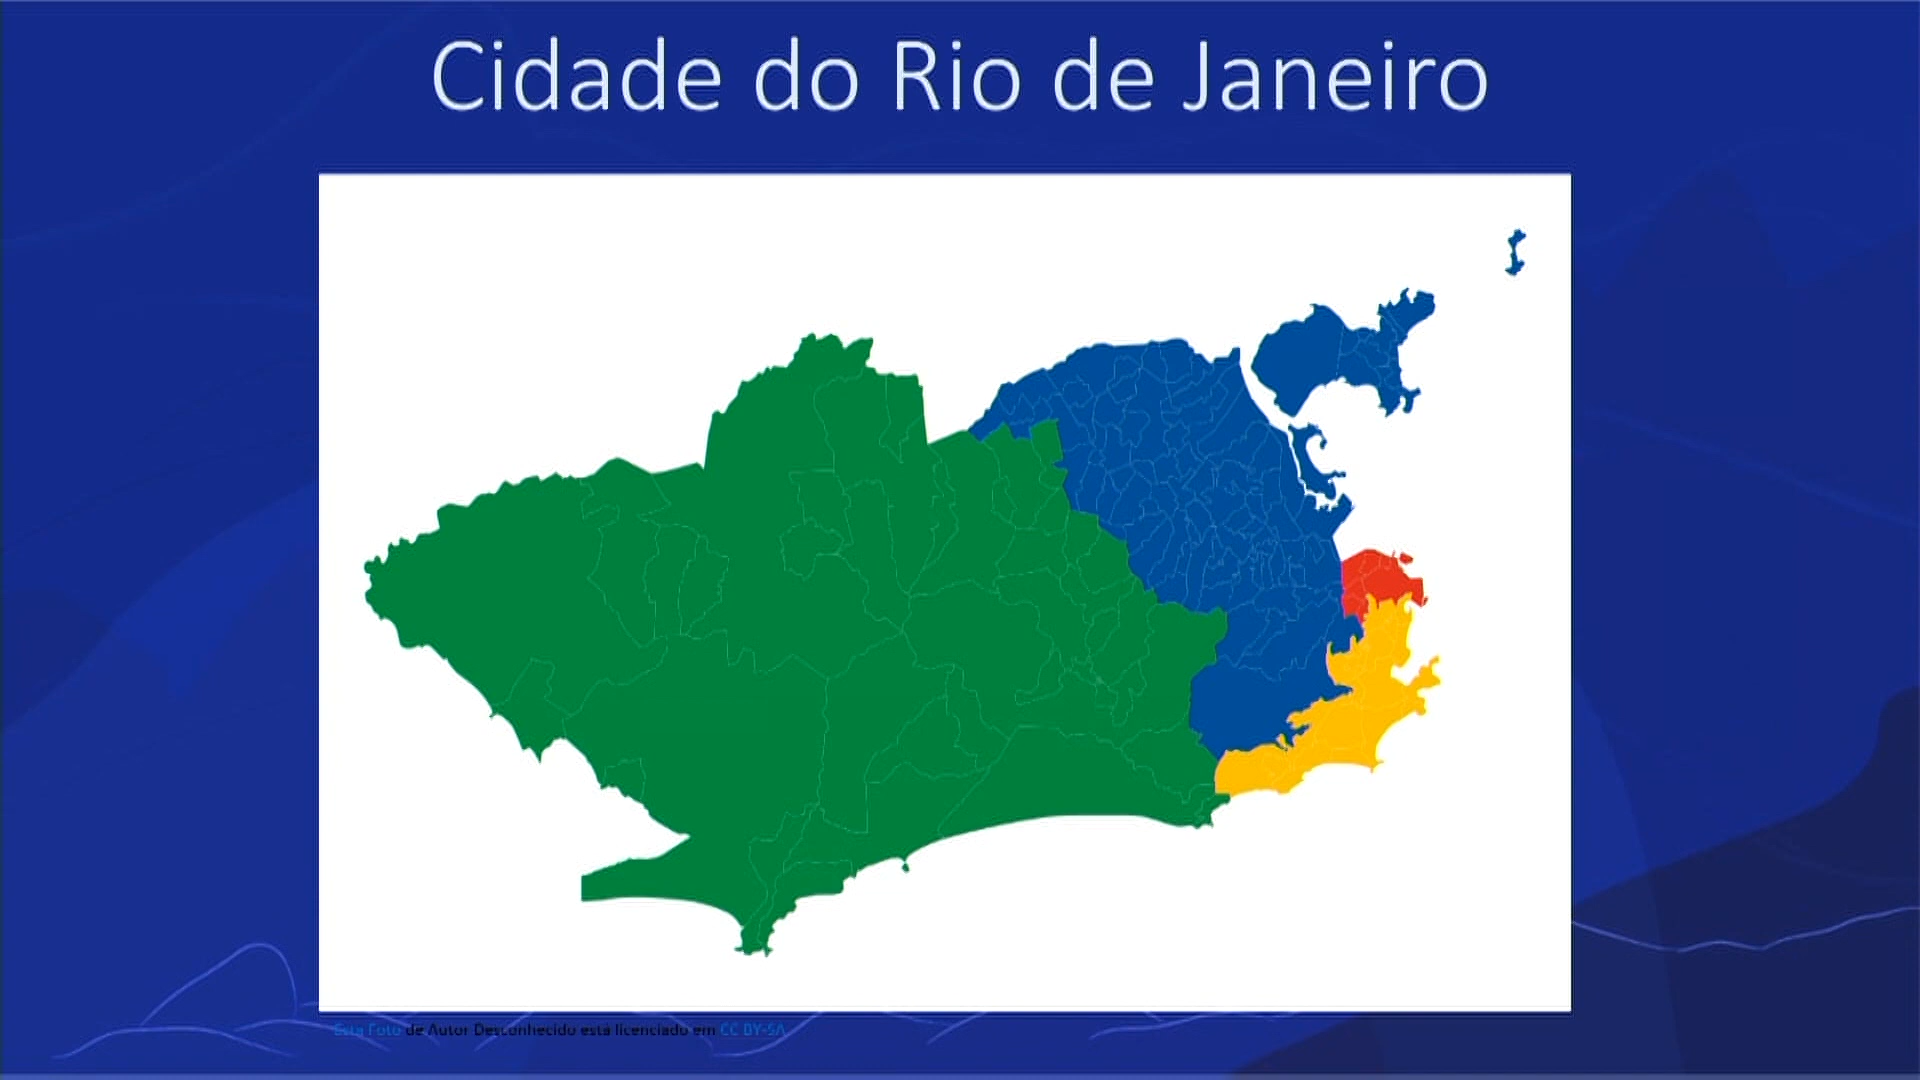 Cidade do Rio de Janeiro
Esta Foto de Autor Desconhecido está licenciado em CC BY-SA